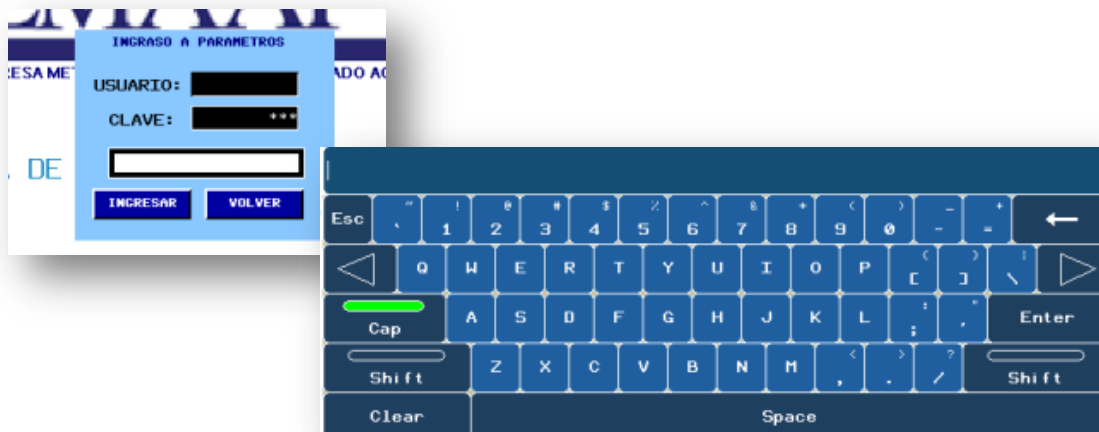 INGRASO A PARAMETROS
USUARIO:
CLAVE: ***
DE
INGRESAR VOLVER
Esc ~ ` ! 1 @ 2 # 3 $ 4 % 5 ^ 6 & 7 * 8 ( 9 ) 0 _ - + =
Q W E R T Y U I O P { [ } ] | \
Cap A S D F G H J K L : ; " ' Enter
Shift Z X C V B N M < , > . ? / Shift
Clear Space